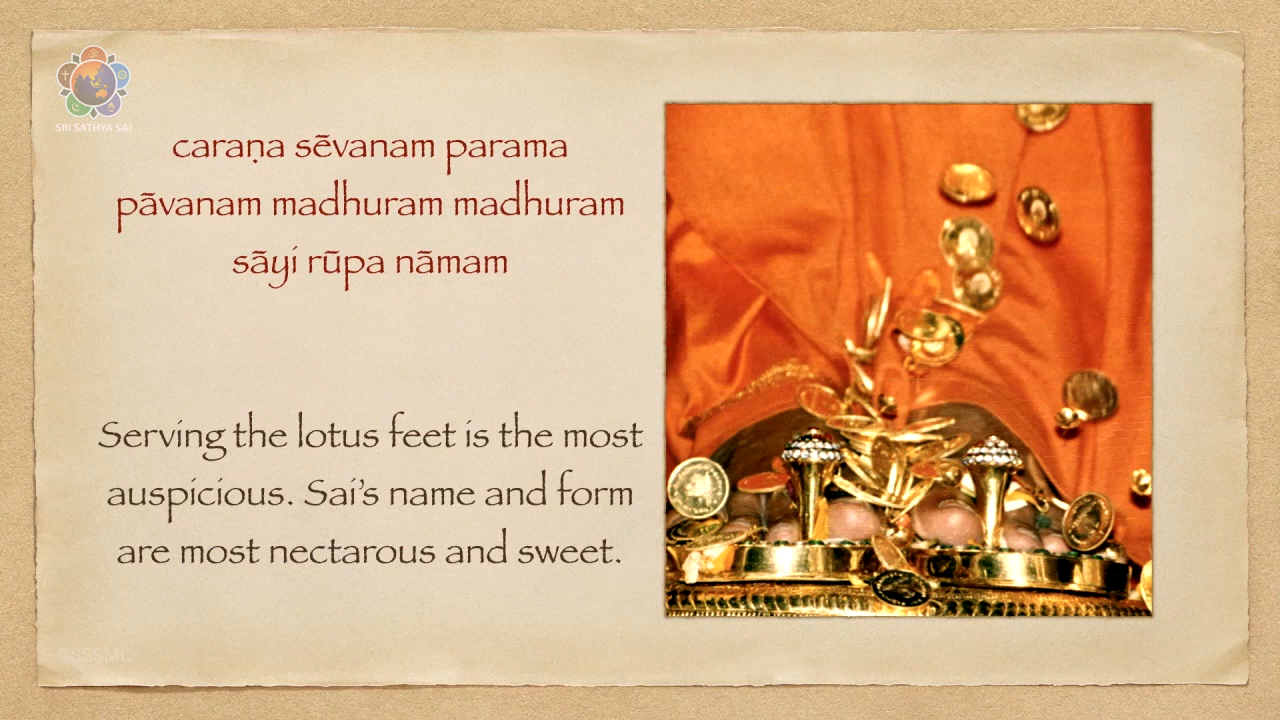 SRI SATHYA SAI
caraṇa sēvanam parama
pāvanam madhuram madhuram
sāyi rūpa nāmam
Serving the lotus feet is the most
auspicious. Sai’s name and form
are most nectarous and sweet.
©SSSMC